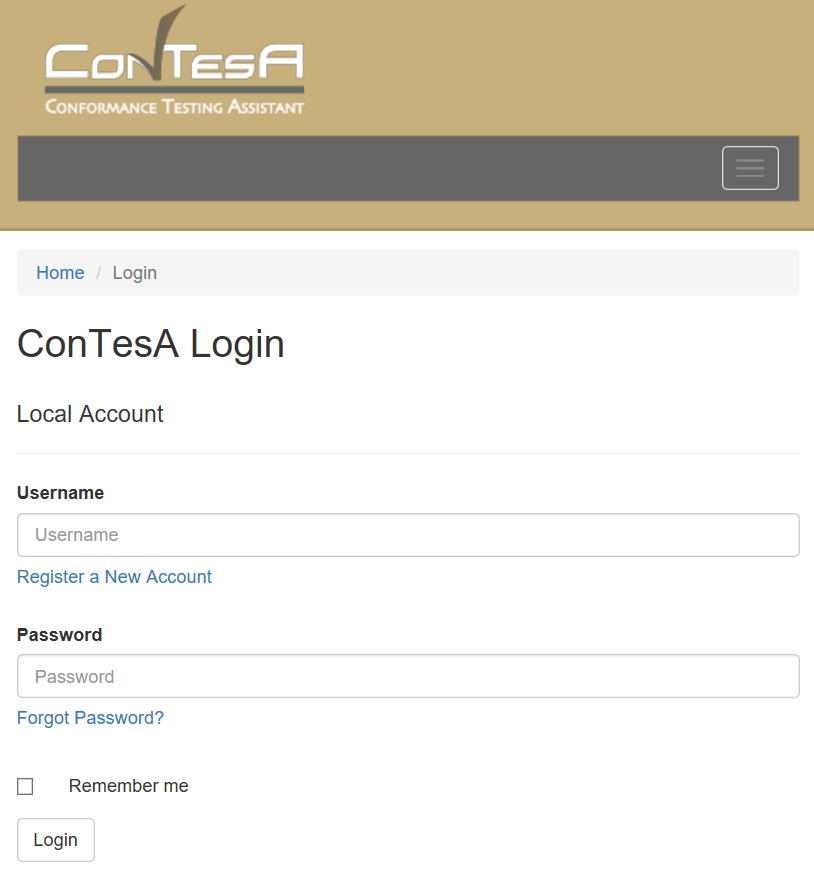 ConTesA
Conformance Testing Assistant
Home / Login
ConTesA Login
Local Account
Username
Username
Register a New Account
Password
Password
Forgot Password?
Remember me
Login